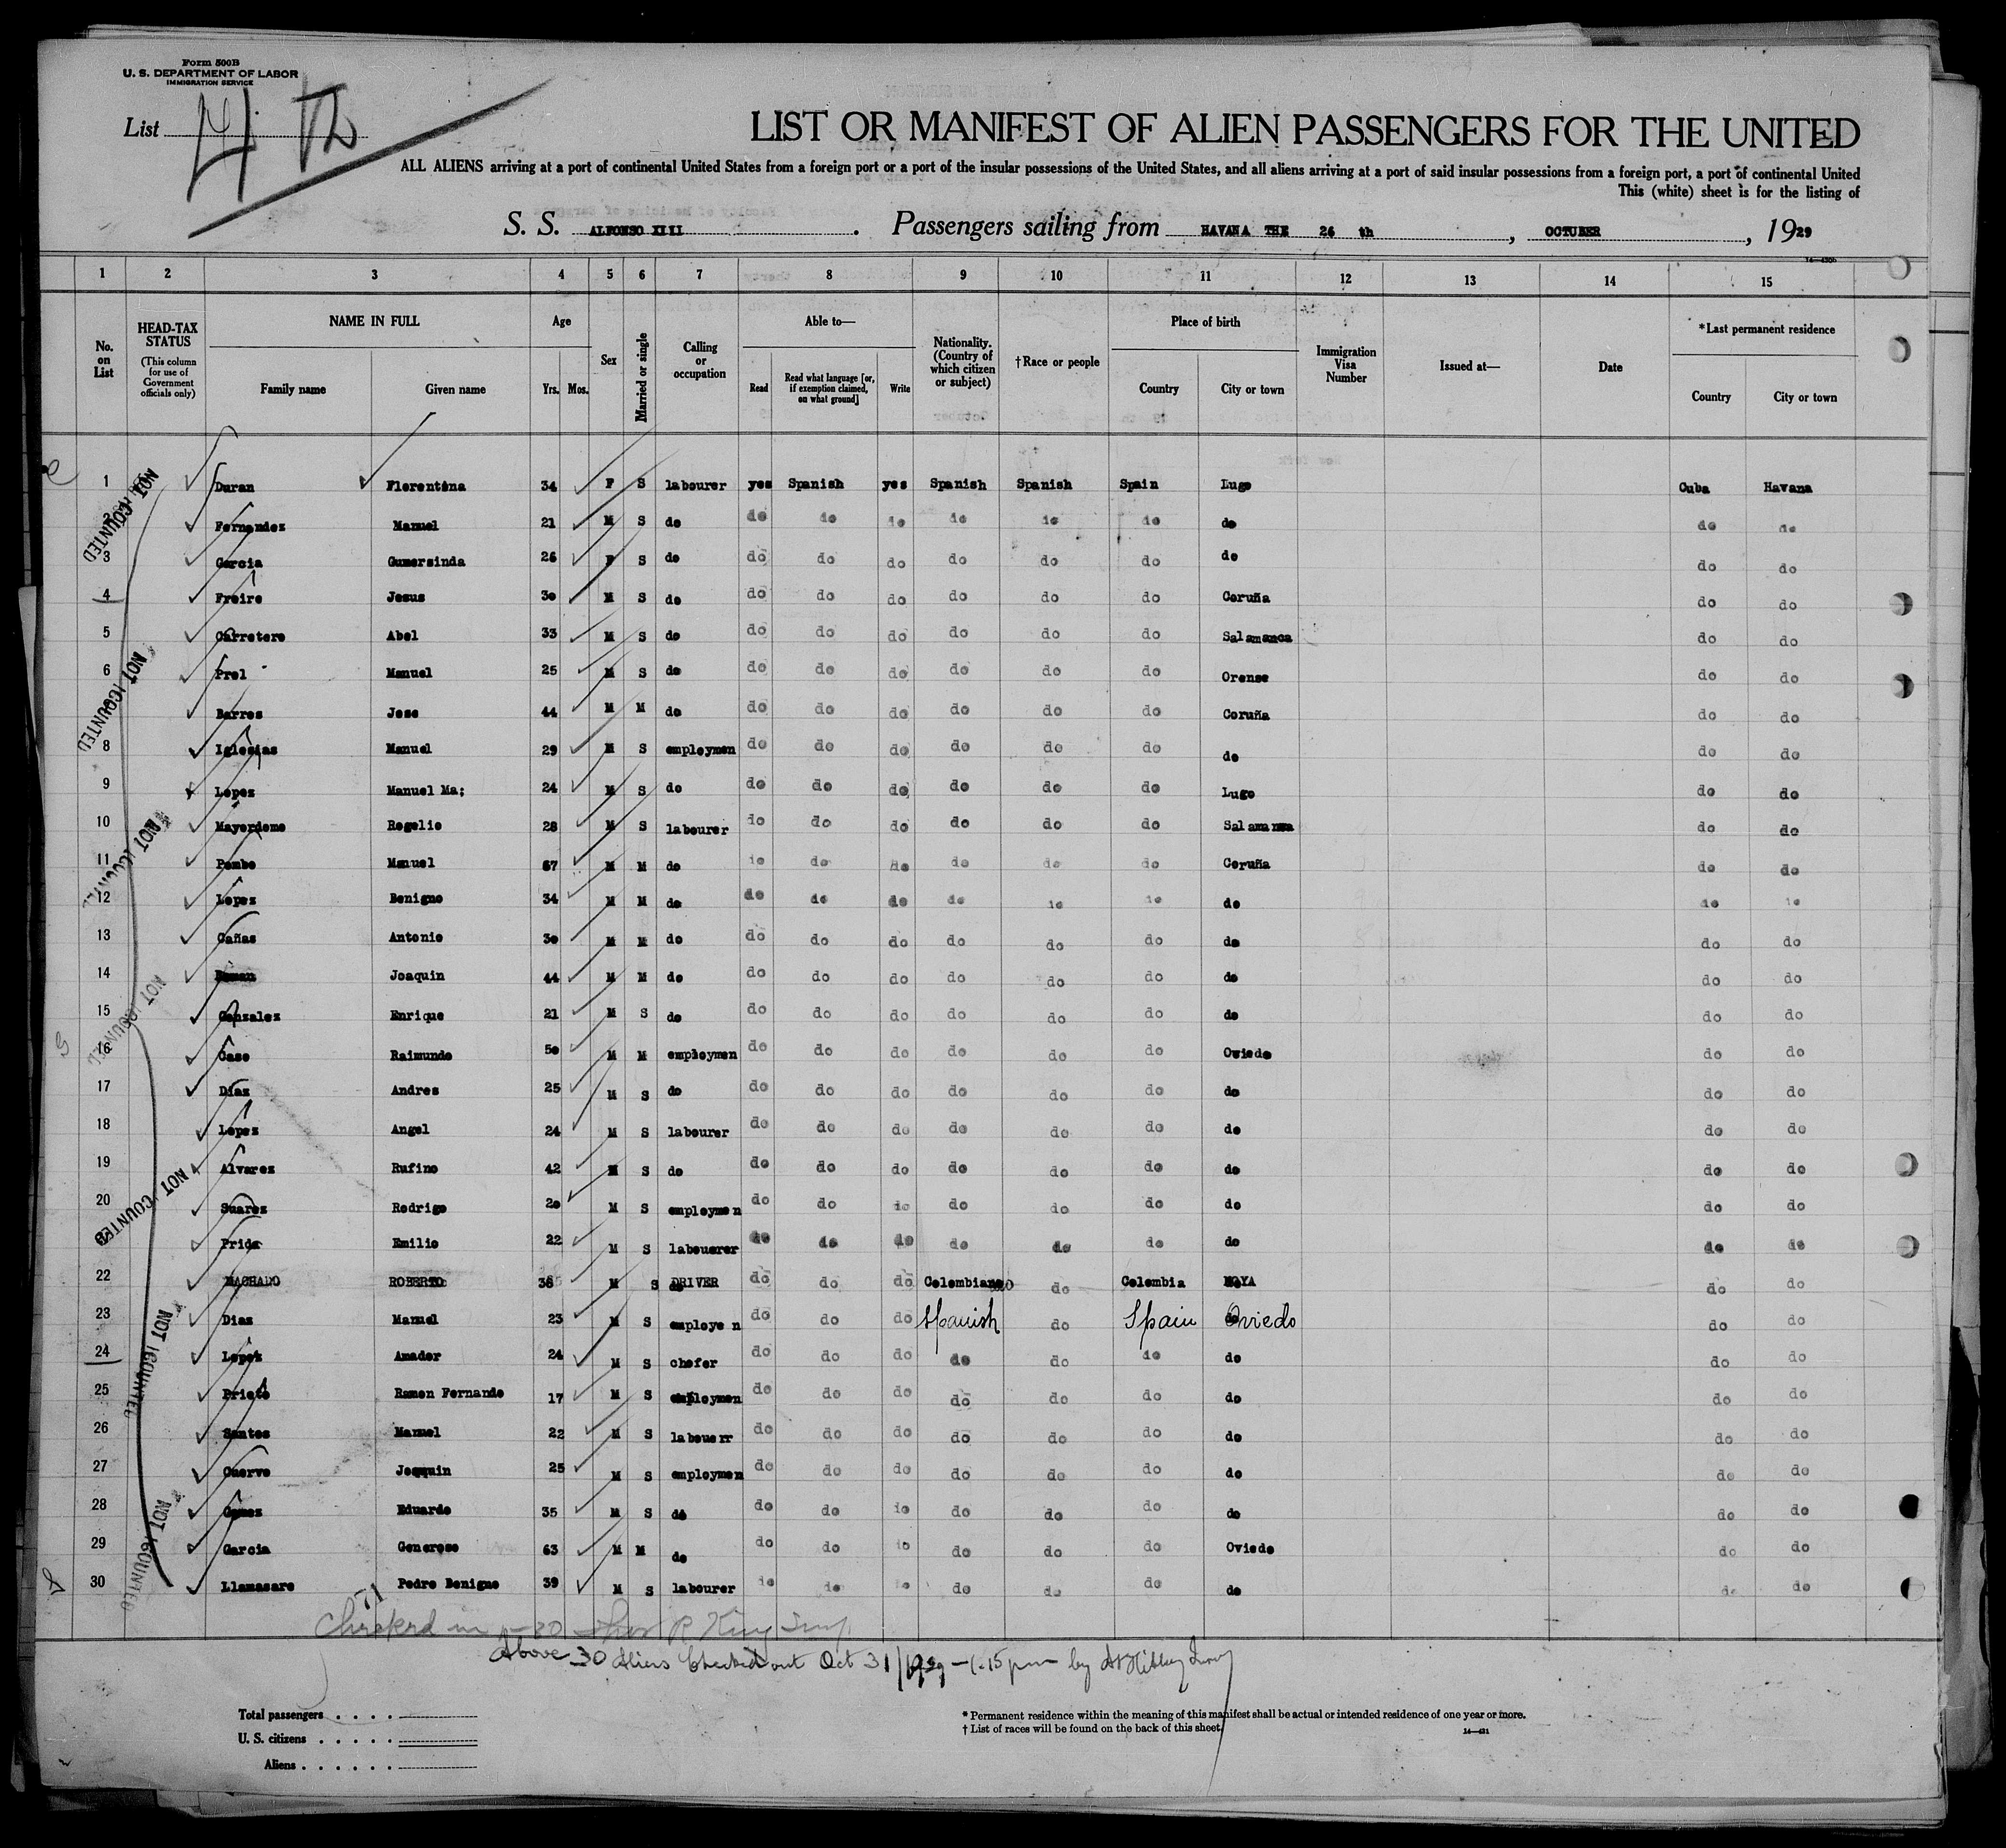 Form 500B
U. S. DEPARTMENT OF LABOR
IMMIGRATION SERVICE
List
LIST OR MANIFEST OF ALIEN PASSENGERS FOR THE UNITED
ALL ALIENS arriving at a port of continental United States from a foreign port or a port of the insular possessions of the United States, and all aliens arriving at a port of said insular possessions from a foreign port, a port of continental United
This (white) sheet is for the listing of
S. S. ALFONSO XIII . Passengers sailing from HAVANA THE 26 th , OCTUBER , 1929
1 2 3 4 5 6 7 8 9 10 11 12 13 14 15
No. on List HEAD-TAX STATUS (This column for use of Government officials only) NAME IN FULL Family name Given name Age Yrs. Mos. Sex Married or single Calling or occupation Able to— Read Read what language [or, if exemption claimed, on what ground] Write Nationality. (Country of which citizen or subject) †Race or people Place of birth Country City or town Immigration Visa Number Issued at— Date *Last permanent residence Country City or town
1 Duran Florentina 34 F S labourer yes Spanish yes Spanish Spanish Spain Lugo Cuba Havana
Fernandez Manuel 21 M S do do do do do do do do do do
3 Garcia Gumersinda 26 F S do do do do do do do do do do
4 Freire Jesus 30 M S do do do do do do do Coruña do do
5 Carretero Abel 33 M S do do do do do do do Salamanca do do
6 Prol Manuel 25 M S do do do do do do do Orense do do
Barros Jose 44 M M do do do do do do do Coruña do do
8 Iglesias Manuel 29 M S employmen do do do do do do do do do
9 Lopez Manuel Ma; 24 M S do do do do do do do Lugo do do
10 Mayordomo Rogelio 28 M S labourer do do do do do do do do
11 Pombo Manuel 67 M M do do do do do do do Coruña do do
12 Lopez Benigno 34 M M do do do do do do do do do do
13 Cañas Antonio 30 M M do do do do do do do do do do
14 Joaquin 44 M M do do do do do do do do do do
15 Gonzalez Enrique 21 M S do do do do do do do do do do
16 Caso Raimundo 50 M M employmen do do do do do do Oviedo do do
17 Diaz Andres 25 M S do do do do do do do do do do
18 Lopez Angel 24 M S labourer do do do do do do do do do
19 Alvarez Rufino 42 M S do do do do do do do do do do
20 Suarez Rodrigo 20 M S employmen do do do do do do do do do
Prida Emilio 22 M S labouerer do do do do do do do do do
22 MACHADO ROBERTO 36 M S DRIVER do do do Colombiano do Colombia MOYA do do
23 Diaz Manuel 23 M S employe n do do do Spanish do Spain Oviedo do do
24 Lopez Amador 24 M S chofer do do do do do do do do do
25 Prieto Ramon Fernando 17 M S employmen do do do do do do do do do
26 Santos Manuel 22 M S labouerr do do do do do do do do do
27 Cuervo Joaquin 25 M S employmen do do do do do do do do do
28 Gomez Eduardo 35 M S do do do do do do do do do do
29 Garcia Generoso 63 M M do do do do do do do Oviedo do do
30 Llamasare Pedro Benigno 39 M S labourer do do do do do do do do do
NOT COUNTED
NOT COUNTED
NOT COUNTED
NOT COUNTED
NOT COUNTED
NOT COUNTED
NOT COUNTED
Checked in
Above 30 Aliens Checked out Oct 31/1929 - 1.15 pm by
Total passengers
U. S. citizens
Aliens
* Permanent residence within the meaning of this manifest shall be actual or intended residence of one year or more.
† List of races will be found on the back of this sheet.
14—431